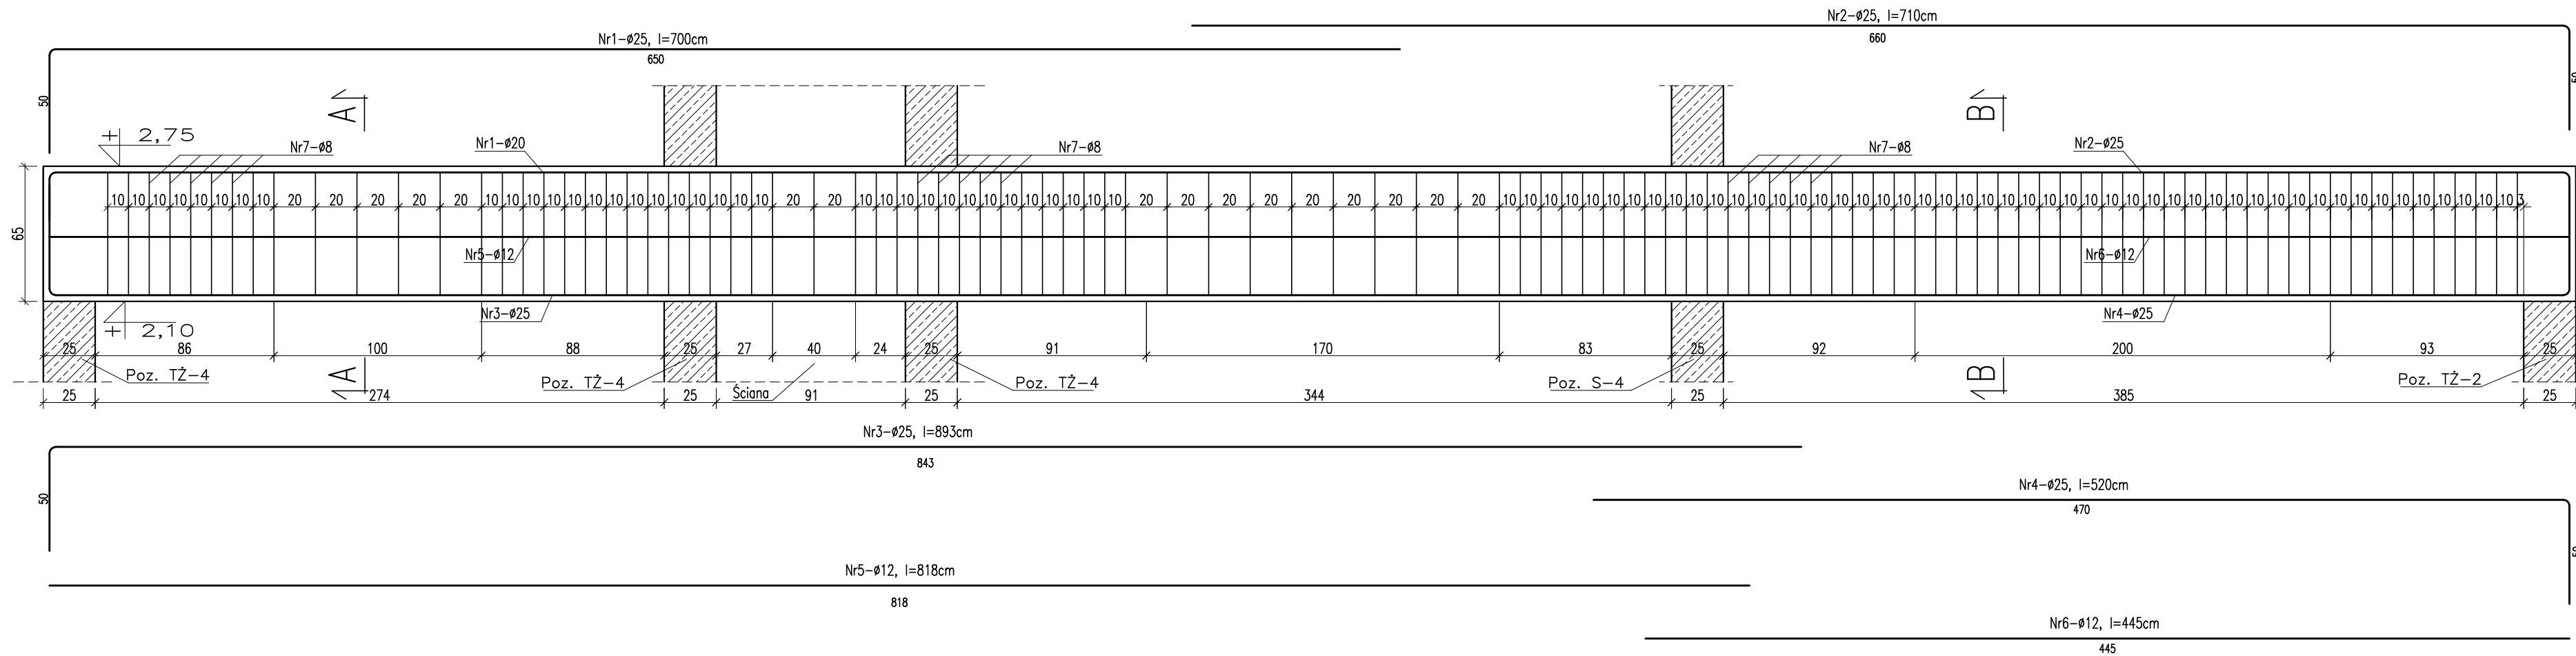 Nr2-ø25, l=710cm
660
Nr1-ø25, l=700cm
650
50
50
A
B
+ 2,75
Nr7-ø8
Nr1-ø20
Nr7-ø8
Nr7-ø8
Nr2-ø25
10 10 10 10 10 10 10 10 20 20 20 20 20 10 10 10 10 10 10 10 10 10 10 10 10 10 10 20 20 10 10 10 10 10 10 10 10 10 10 10 10 10 20 20 20 20 20 20 20 20 20 10 10 10 10 10 10 10 10 10 10 10 10 10 10 10 10 10 10 10 10 10 10 10 10 10 10 10 10 10 10 10 10 10 10 10 10 10 10 10 10 10 10 10 10 10 10 10 10 10 3
65
Nr5-ø12
Nr6-ø12
Nr3-ø25
Nr4-ø25
+ 2,10
25 86 100 88 25 27 40 24 25 91 170 83 25 92 200 93 25
Poz. TŻ-4
Poz. TŻ-4
Poz. TŻ-4
Poz. S-4
Poz. TŻ-2
A
B
Ściana
25 274 25 91 25 344 25 385 25
Nr3-ø25, l=893cm
843
50
Nr4-ø25, l=520cm
470
50
Nr5-ø12, l=818cm
818
Nr6-ø12, l=445cm
445